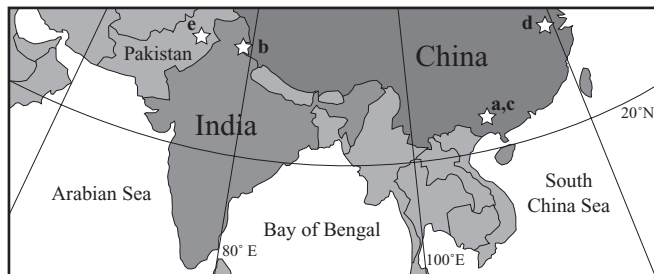 e
d
Pakistan
b
China
a,c
India
20°N
Arabian Sea
South
China Sea
Bay of Bengal
80° E
100°E